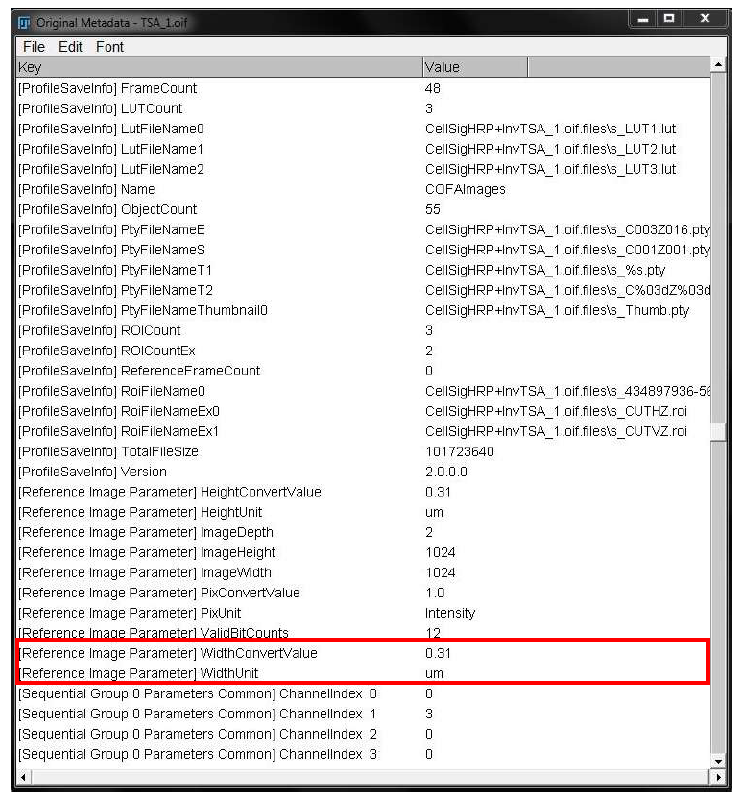 Original Metadata - TSA_1.oif
File Edit Font
Key Value
[ProfileSaveInfo] FrameCount 48
[ProfileSaveInfo] LUTCount 3
[ProfileSaveInfo] LutFileName0 CellSigHRP+InvTSA_1.oif.files\s_LUT1.lut
[ProfileSaveInfo] LutFileName1 CellSigHRP+InvTSA_1.oif.files\s_LUT2.lut
[ProfileSaveInfo] LutFileName2 CellSigHRP+InvTSA_1.oif.files\s_LUT3.lut
[ProfileSaveInfo] Name COFAImages
[ProfileSaveInfo] ObjectCount 55
[ProfileSaveInfo] PtyFileNameE CellSigHRP+InvTSA_1.oif.files\s_C003Z016.pty
[ProfileSaveInfo] PtyFileNameS CellSigHRP+InvTSA_1.oif.files\s_C001Z001.pty
[ProfileSaveInfo] PtyFileNameT1 CellSigHRP+InvTSA_1.oif.files\s_%s.pty
[ProfileSaveInfo] PtyFileNameT2 CellSigHRP+InvTSA_1.oif.files\s_C%03dZ%03d
[ProfileSaveInfo] PtyFileNameThumbnail0 CellSigHRP+InvTSA_1.oif.files\s_Thumb.pty
[ProfileSaveInfo] ROICount 3
[ProfileSaveInfo] ROICountEx 2
[ProfileSaveInfo] ReferenceFrameCount 0
[ProfileSaveInfo] RoiFileName0 CellSigHRP+InvTSA_1.oif.files\s_434897936-56
[ProfileSaveInfo] RoiFileNameEx0 CellSigHRP+InvTSA_1.oif.files\s_CUTHZ.roi
[ProfileSaveInfo] RoiFileNameEx1 CellSigHRP+InvTSA_1.oif.files\s_CUTVZ.roi
[ProfileSaveInfo] TotalFileSize 101723640
[ProfileSaveInfo] Version 2.0.0.0
[Reference Image Parameter] HeightConvertValue 0.31
[Reference Image Parameter] HeightUnit um
[Reference Image Parameter] ImageDepth 2
[Reference Image Parameter] ImageHeight 1024
[Reference Image Parameter] ImageWidth 1024
[Reference Image Parameter] PixConvertValue 1.0
[Reference Image Parameter] PixUnit Intensity
[Reference Image Parameter] ValidBitCounts 12
[Reference Image Parameter] WidthConvertValue 0.31
[Reference Image Parameter] WidthUnit um
[Sequential Group 0 Parameters Common] ChannelIndex 0 0
[Sequential Group 0 Parameters Common] ChannelIndex 1 3
[Sequential Group 0 Parameters Common] ChannelIndex 2 0
[Sequential Group 0 Parameters Common] ChannelIndex 3 0